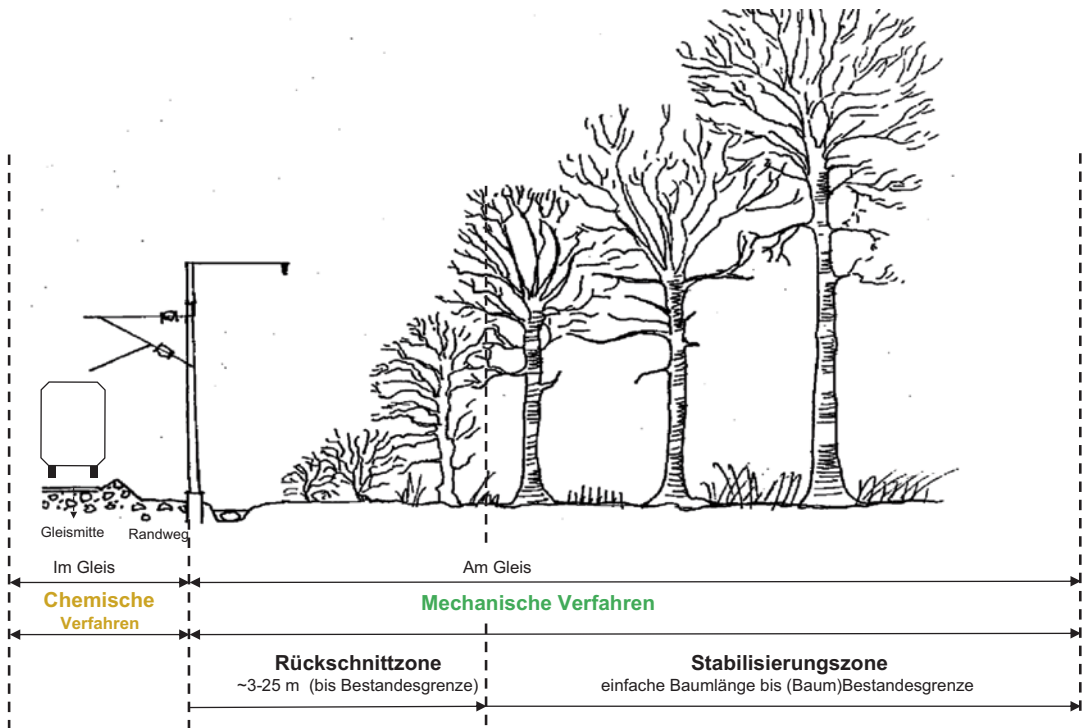 Gleismitte
Randweg
Im Gleis
Am Gleis
Chemische
Verfahren
Mechanische Verfahren
Rückschnittzone
~3-25 m (bis Bestandesgrenze)
Stabilisierungszone
einfache Baumlänge bis (Baum)Bestandesgrenze